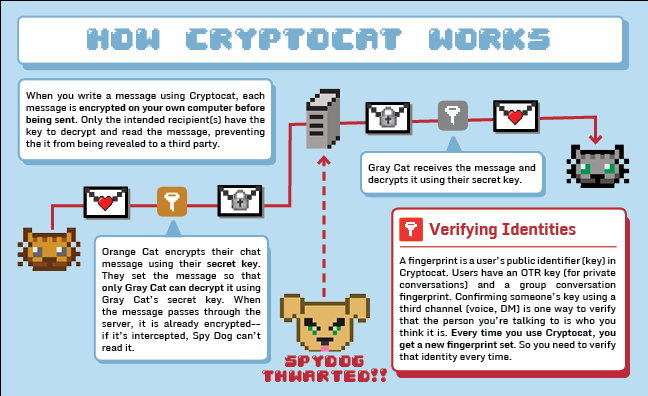 HOW CRYPTOCAT WORKS
When you write a message using Cryptocat, each
message is encrypted on your own computer before
being sent. Only the intended recipient(s) have the
key to decrypt and read the message, preventing
the it from being revealed to a third party.
Gray Cat receives the message and
decrypts it using their secret key.
Orange Cat encrypts their chat
message using their secret key.
They set the message so that
only Gray Cat can decrypt it using
Gray Cat's secret key. When
the message passes through the
server, it is already encrypted--
if it's intercepted, Spy Dog can't
read it.
SPYDOG
THWARTED!!
Verifying Identities
A fingerprint is a user's public identifier (key) in
Cryptocat. Users have an OTR key (for private
conversations) and a group conversation
fingerprint. Confirming someone's key using a
third channel (voice, DM) is one way to verify
that the person you're talking to is who you
think it is. Every time you use Cryptocat, you
get a new fingerprint set. So you need to verify
that identity every time.